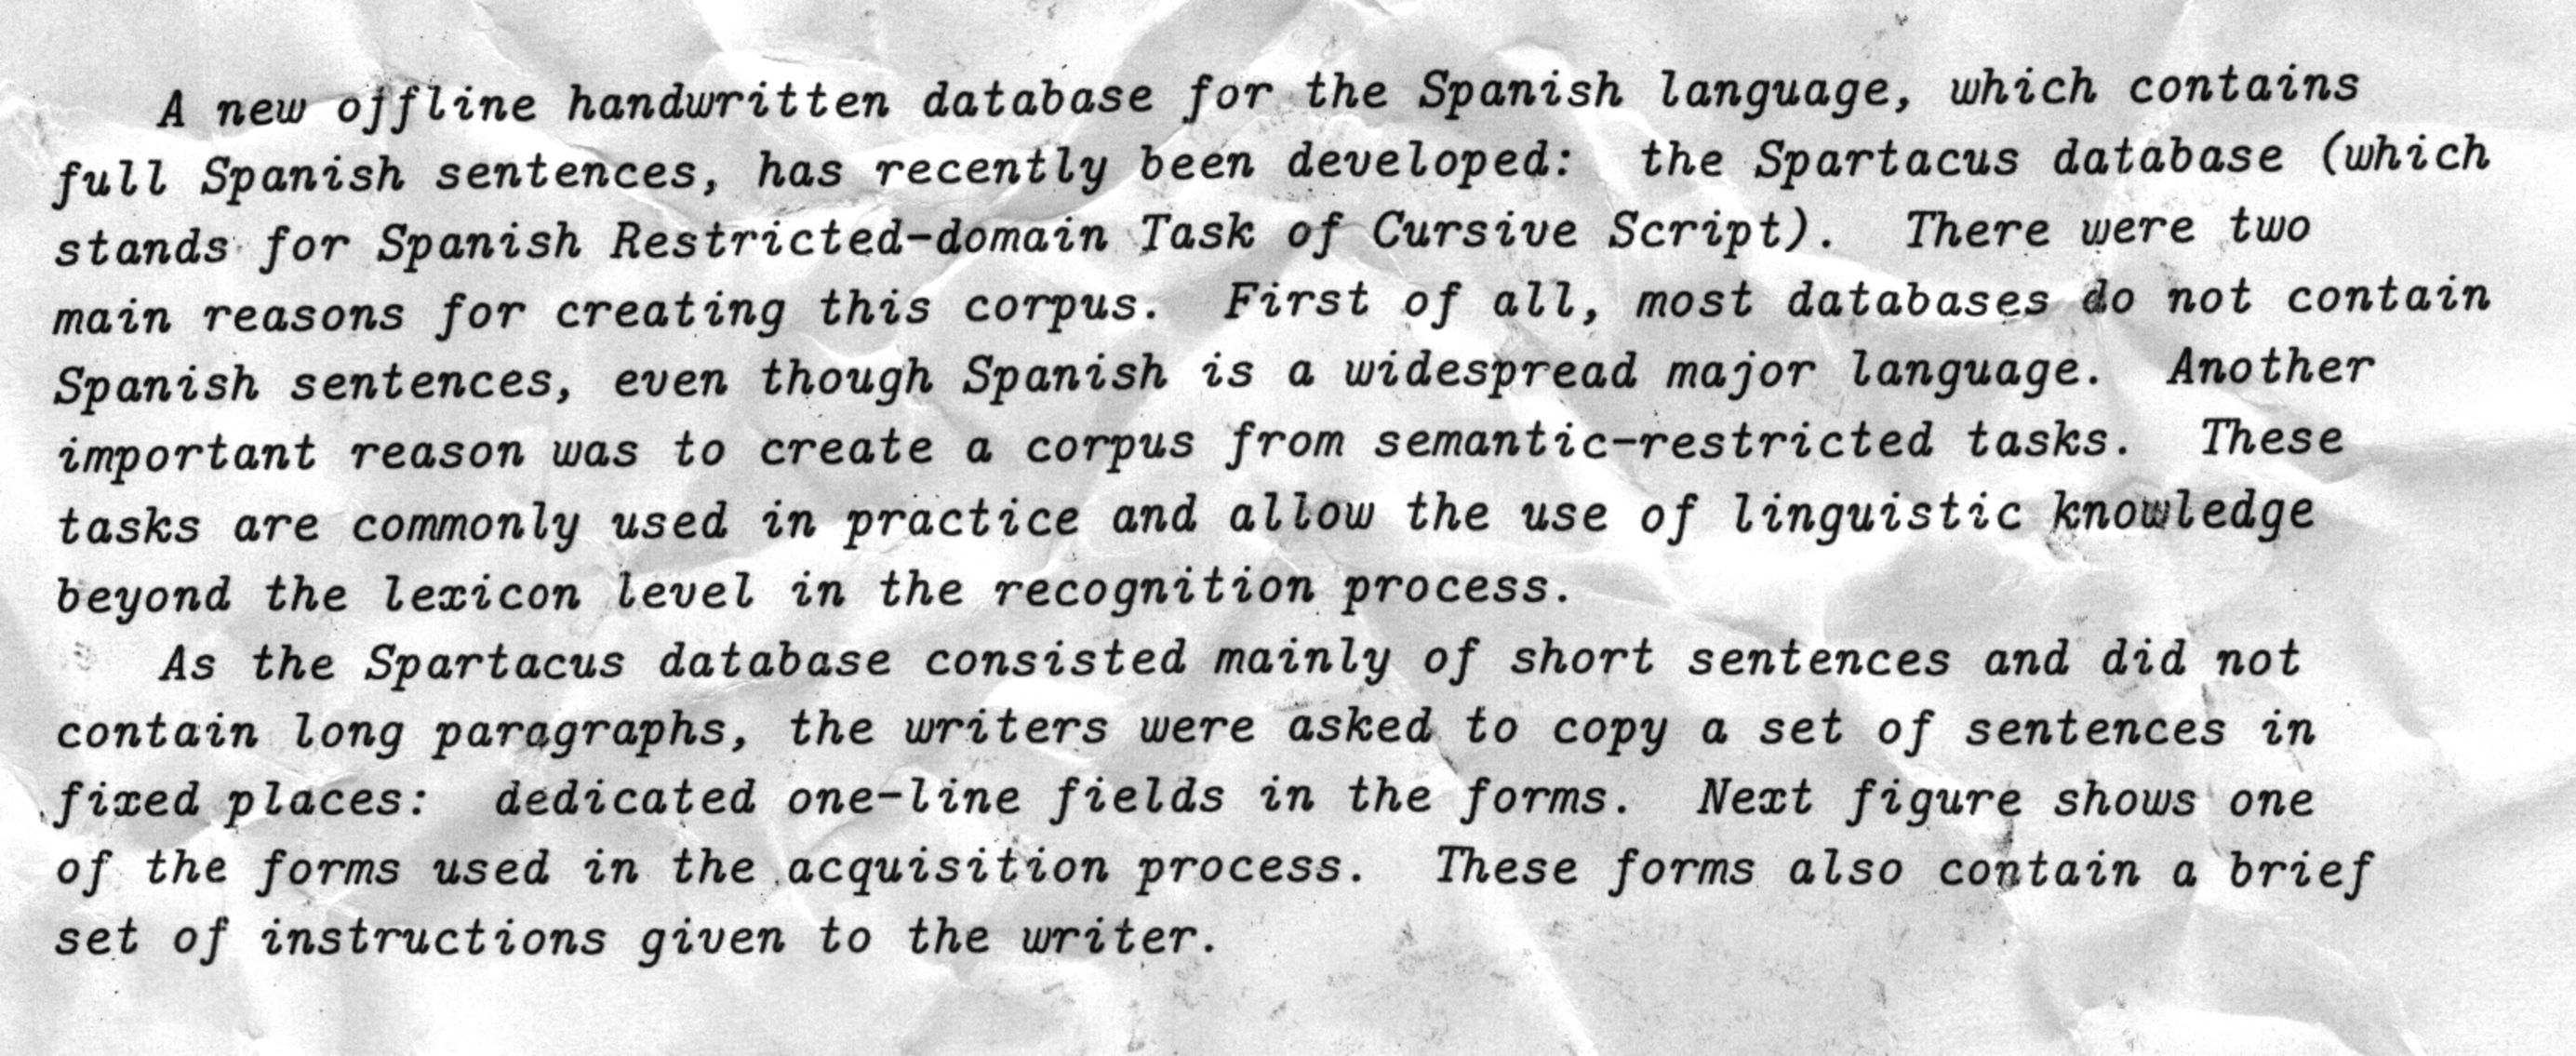 A new offline handwritten database for the Spanish language, which contains
full Spanish sentences, has recently been developed: the Spartacus database (which
stands for Spanish Restricted-domain Task of Cursive Script). There were two
main reasons for creating this corpus. First of all, most databases do not contain
Spanish sentences, even though Spanish is a widespread major language. Another
important reason was to create a corpus from semantic-restricted tasks. These
tasks are commonly used in practice and allow the use of linguistic knowledge
beyond the lexicon level in the recognition process.
As the Spartacus database consisted mainly of short sentences and did not
contain long paragraphs, the writers were asked to copy a set of sentences in
fixed places: dedicated one-line fields in the forms. Next figure shows one
of the forms used in the acquisition process. These forms also contain a brief
set of instructions given to the writer.